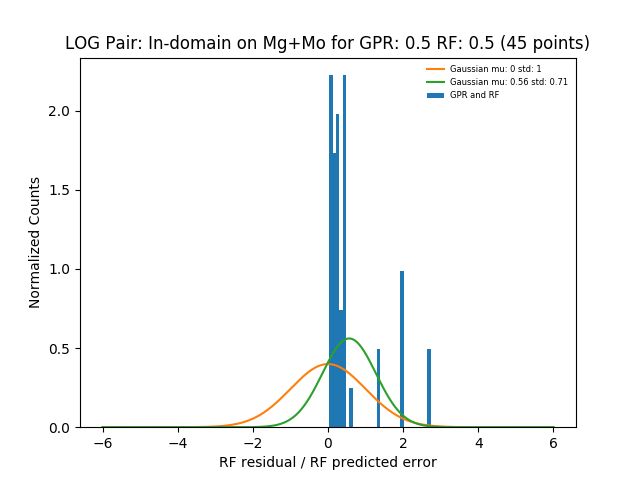 LOG Pair: In-domain on Mg+Mo for GPR: 0.5 RF: 0.5 (45 points)
Gaussian mu: 0 std: 1
Gaussian mu: 0.56 std: 0.71
GPR and RF
Normalized Counts
2.0
1.5
1.0
0.5
0.0
−6 −4 −2 0 2 4 6
RF residual / RF predicted error